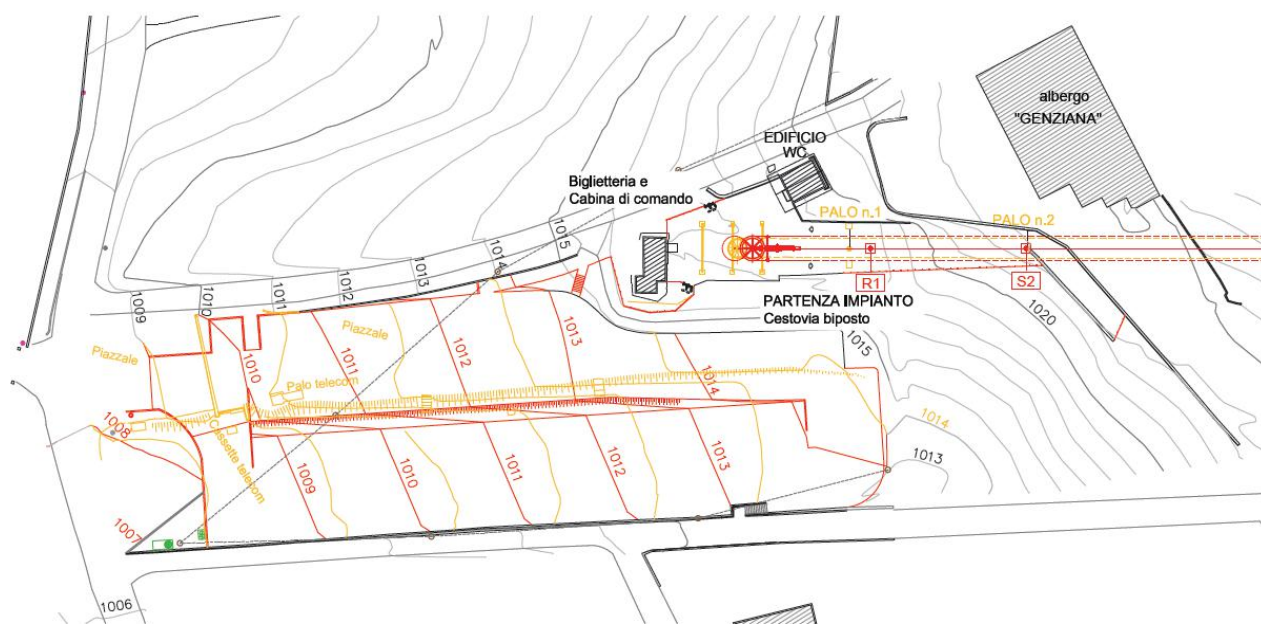 albergo
"GENZIANA"
EDIFICIO
WC
Biglietteria e
Cabina di comando
PALO n.1
PALO n.2
R1
S2
PARTENZA IMPIANTO
Cestovia biposto
1009
1010
1011
1012
1013
1014
1015
1020
1015
Piazzale
Piazzale
1010
1011
1012
1013
1014
Palo telecom
1008
Cassette telecom
1009
1010
1011
1012
1013
1014
1013
1007
1006